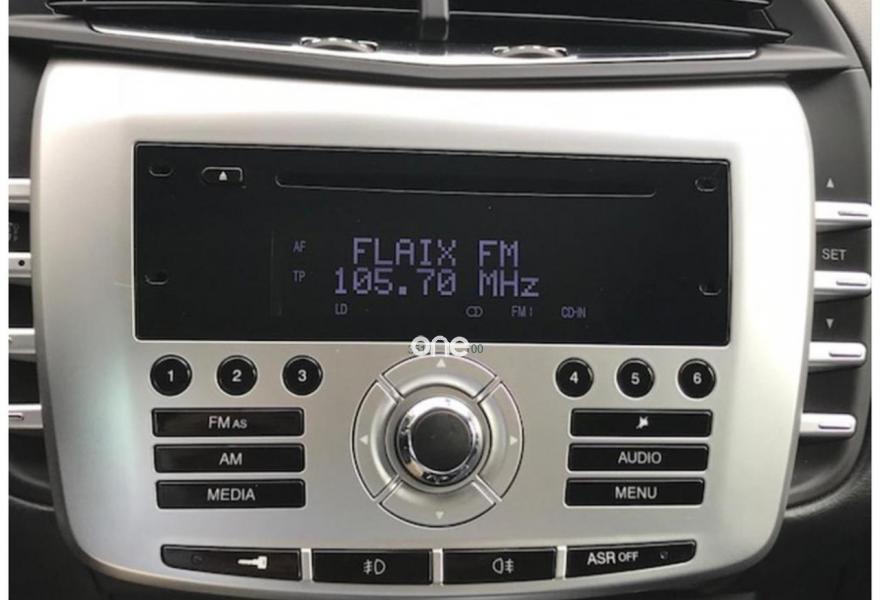 SET
AF FLAIX FM
TP 105.70 MHz
LD FM1 CD-IN
one
1 2 3
4 5 6
FM AS
AM
MEDIA
AUDIO
MENU
ASR OFF